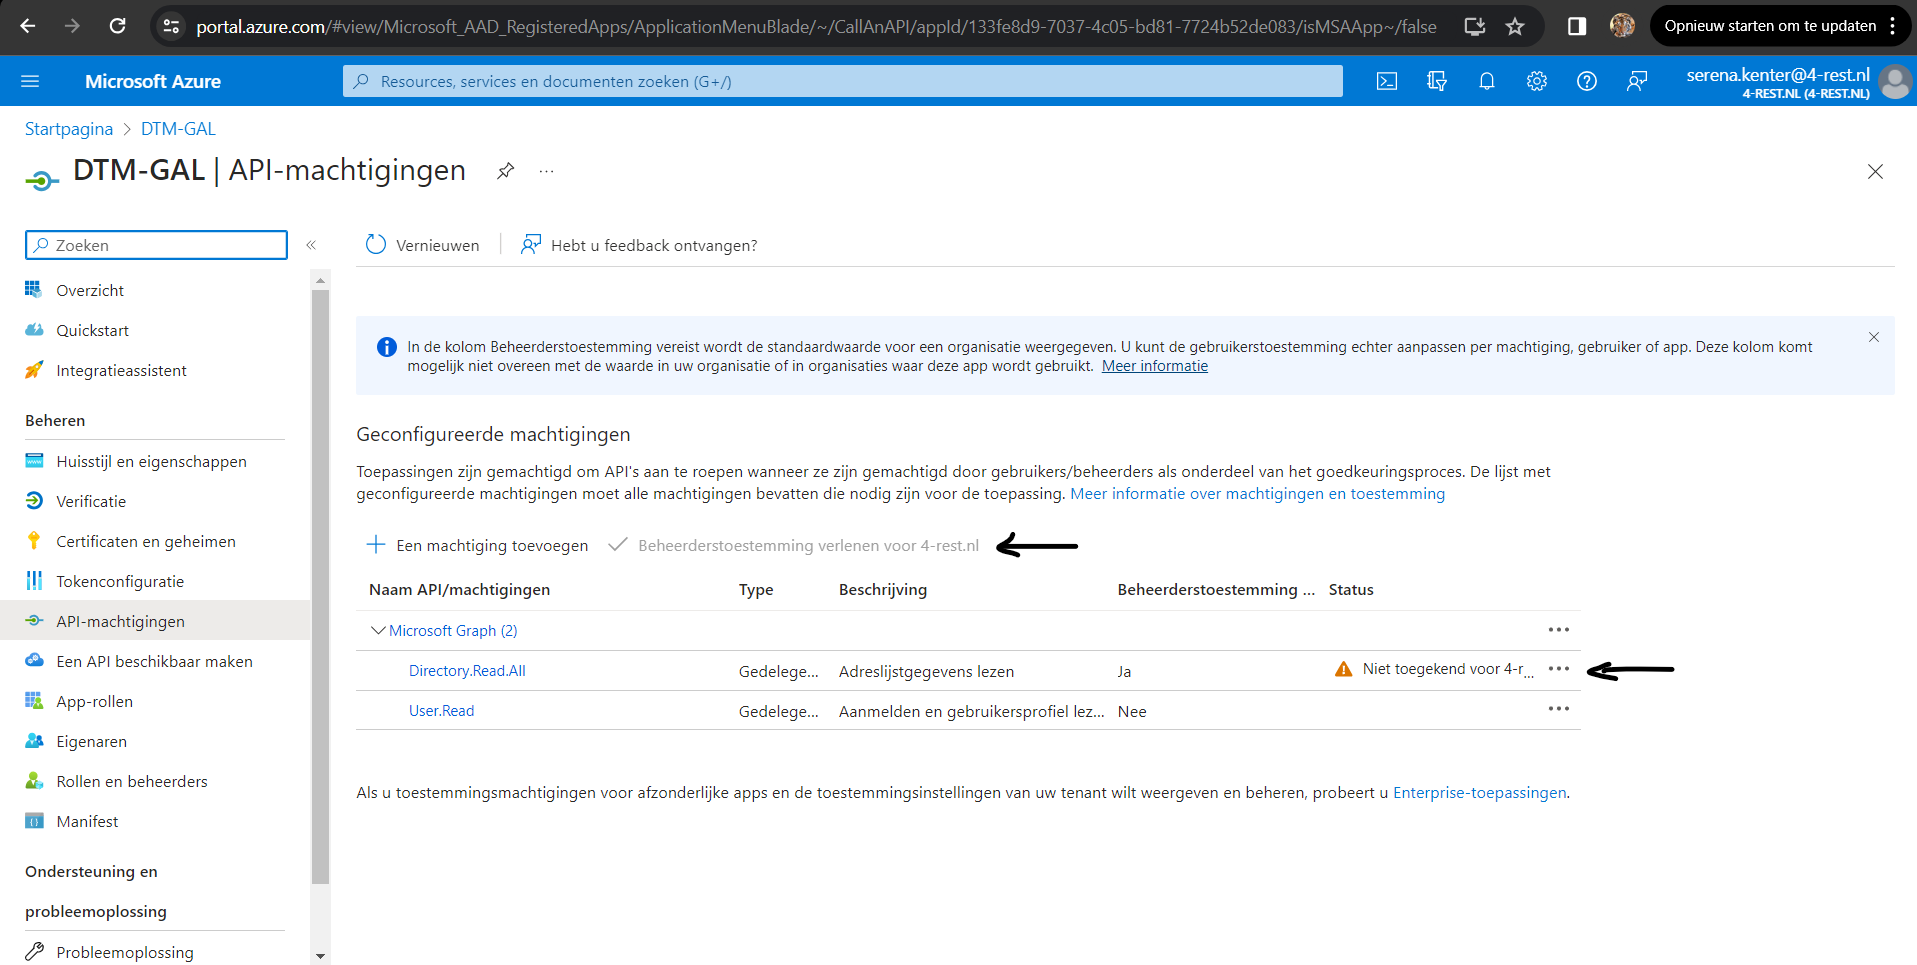 portal.azure.com/#view/Microsoft_AAD_RegisteredApps/ApplicationMenuBlade/~/CallAnAPI/appId/133fe8d9-7037-4c05-bd81-7724b52de083/isMSAApp~/false
Opnieuw starten om te updaten
Microsoft Azure
Resources, services en documenten zoeken (G+/)
serena.kenter@4-rest.nl
4-REST.NL (4-REST.NL)
Startpagina > DTM-GAL
DTM-GAL | API-machtigingen
Zoeken
Vernieuwen
Hebt u feedback ontvangen?
Overzicht
Quickstart
Integratieassistent
Beheren
Huisstijl en eigenschappen
Verificatie
Certificaten en geheimen
Tokenconfiguratie
API-machtigingen
Een API beschikbaar maken
App-rollen
Eigenaren
Rollen en beheerders
Manifest
Ondersteuning en
probleemoplossing
Probleemoplossing
In de kolom Beheerderstoestemming vereist wordt de standaardwaarde voor een organisatie weergegeven. U kunt de gebruikerstoestemming echter aanpassen per machtiging, gebruiker of app. Deze kolom komt
mogelijk niet overeen met de waarde in uw organisatie of in organisaties waar deze app wordt gebruikt. Meer informatie
Geconfigureerde machtigingen
Toepassingen zijn gemachtigd om API's aan te roepen wanneer ze zijn gemachtigd door gebruikers/beheerders als onderdeel van het goedkeuringsproces. De lijst met
geconfigureerde machtigingen moet alle machtigingen bevatten die nodig zijn voor de toepassing. Meer informatie over machtigingen en toestemming
Een machtiging toevoegen
Beheerderstoestemming verlenen voor 4-rest.nl
Naam API/machtigingen Type Beschrijving Beheerderstoestemming ... Status
Microsoft Graph (2)
Directory.Read.All Gedelege... Adreslijstgegevens lezen Ja Niet toegekend voor 4-r...
User.Read Gedelege... Aanmelden en gebruikersprofiel lez... Nee
Als u toestemmingsmachtigingen voor afzonderlijke apps en de toestemmingsinstellingen van uw tenant wilt weergeven en beheren, probeert u Enterprise-toepassingen.